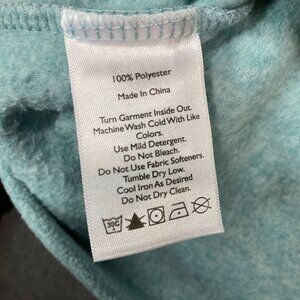 100% Polyester
Made In China
Turn Garment Inside Out.
Machine Wash Cold With Like
Colors.
Use Mild Detergent.
Do Not Bleach.
Do Not Use Fabric Softeners.
Tumble Dry Low.
Cool Iron As Desired
Do Not Dry Clean.
30C